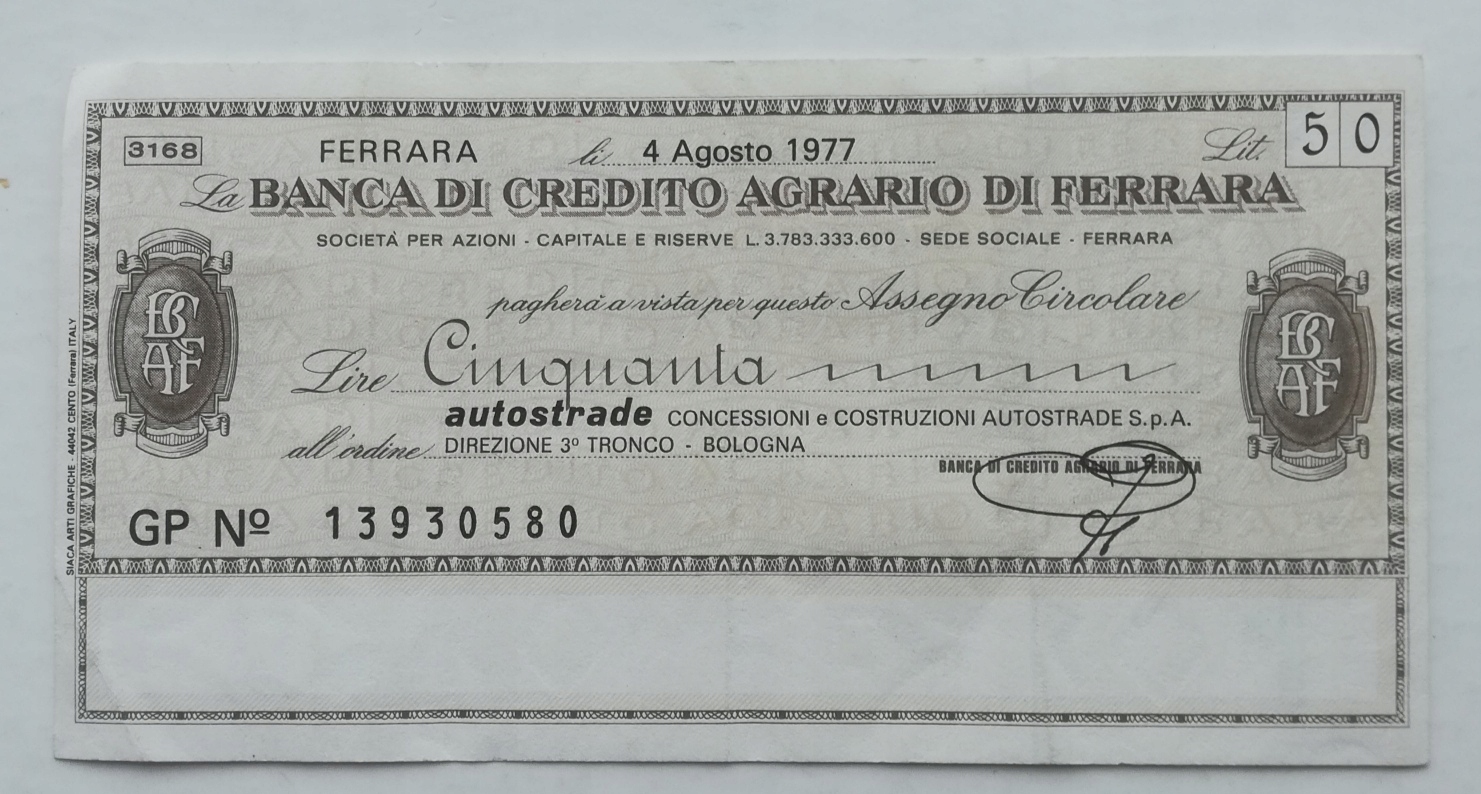 3168 FERRARA lì 4 Agosto 1977 Lit. 50
La BANCA DI CREDITO AGRARIO DI FERRARA
SOCIETÀ PER AZIONI - CAPITALE E RISERVE L. 3.783.333.600 - SEDE SOCIALE - FERRARA
pagherà a vista per questo Assegno Circolare
Lire Cinquanta
autostrade CONCESSIONI e COSTRUZIONI AUTOSTRADE S.p.A.
all'ordine DIREZIONE 3º TRONCO - BOLOGNA
BANCA DI CREDITO AGRARIO DI FERRARA
GP Nº 13930580
BCAF
BCAF
SIACA ARTI GRAFICHE - 44042 CENTO (Ferrara) ITALY